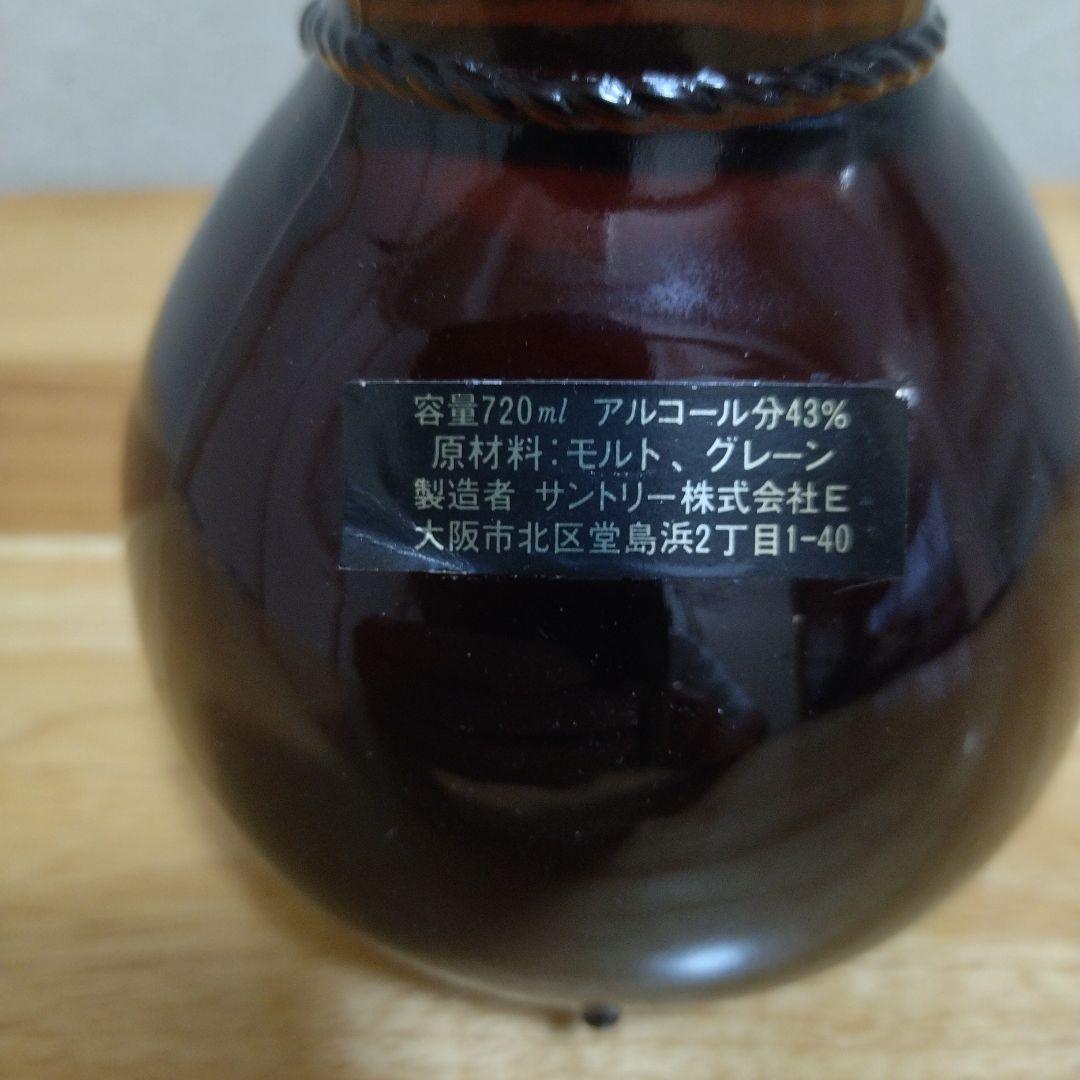 容量720ml アルコール分43%
原材料:モルト、グレーン
製造者 サントリー株式会社E
大阪市北区堂島浜2丁目1-40